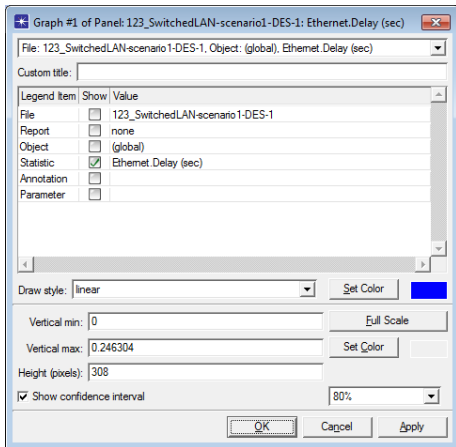 Graph #1 of Panel: 123_SwitchedLAN-scenario1-DES-1: Ethernet.Delay (sec)
File: 123_SwitchedLAN-scenario1-DES-1, Object: (global), Ethernet.Delay (sec)
Custom title:
Legend Item Show Value
File 123_SwitchedLAN-scenario1-DES-1
Report none
Object (global)
Statistic Ethernet.Delay (sec)
Annotation
Parameter
Draw style: linear Set Color
Vertical min: 0 Full Scale
Vertical max: 0.246304 Set Color
Height (pixels): 308
Show confidence interval 80%
OK Cancel Apply